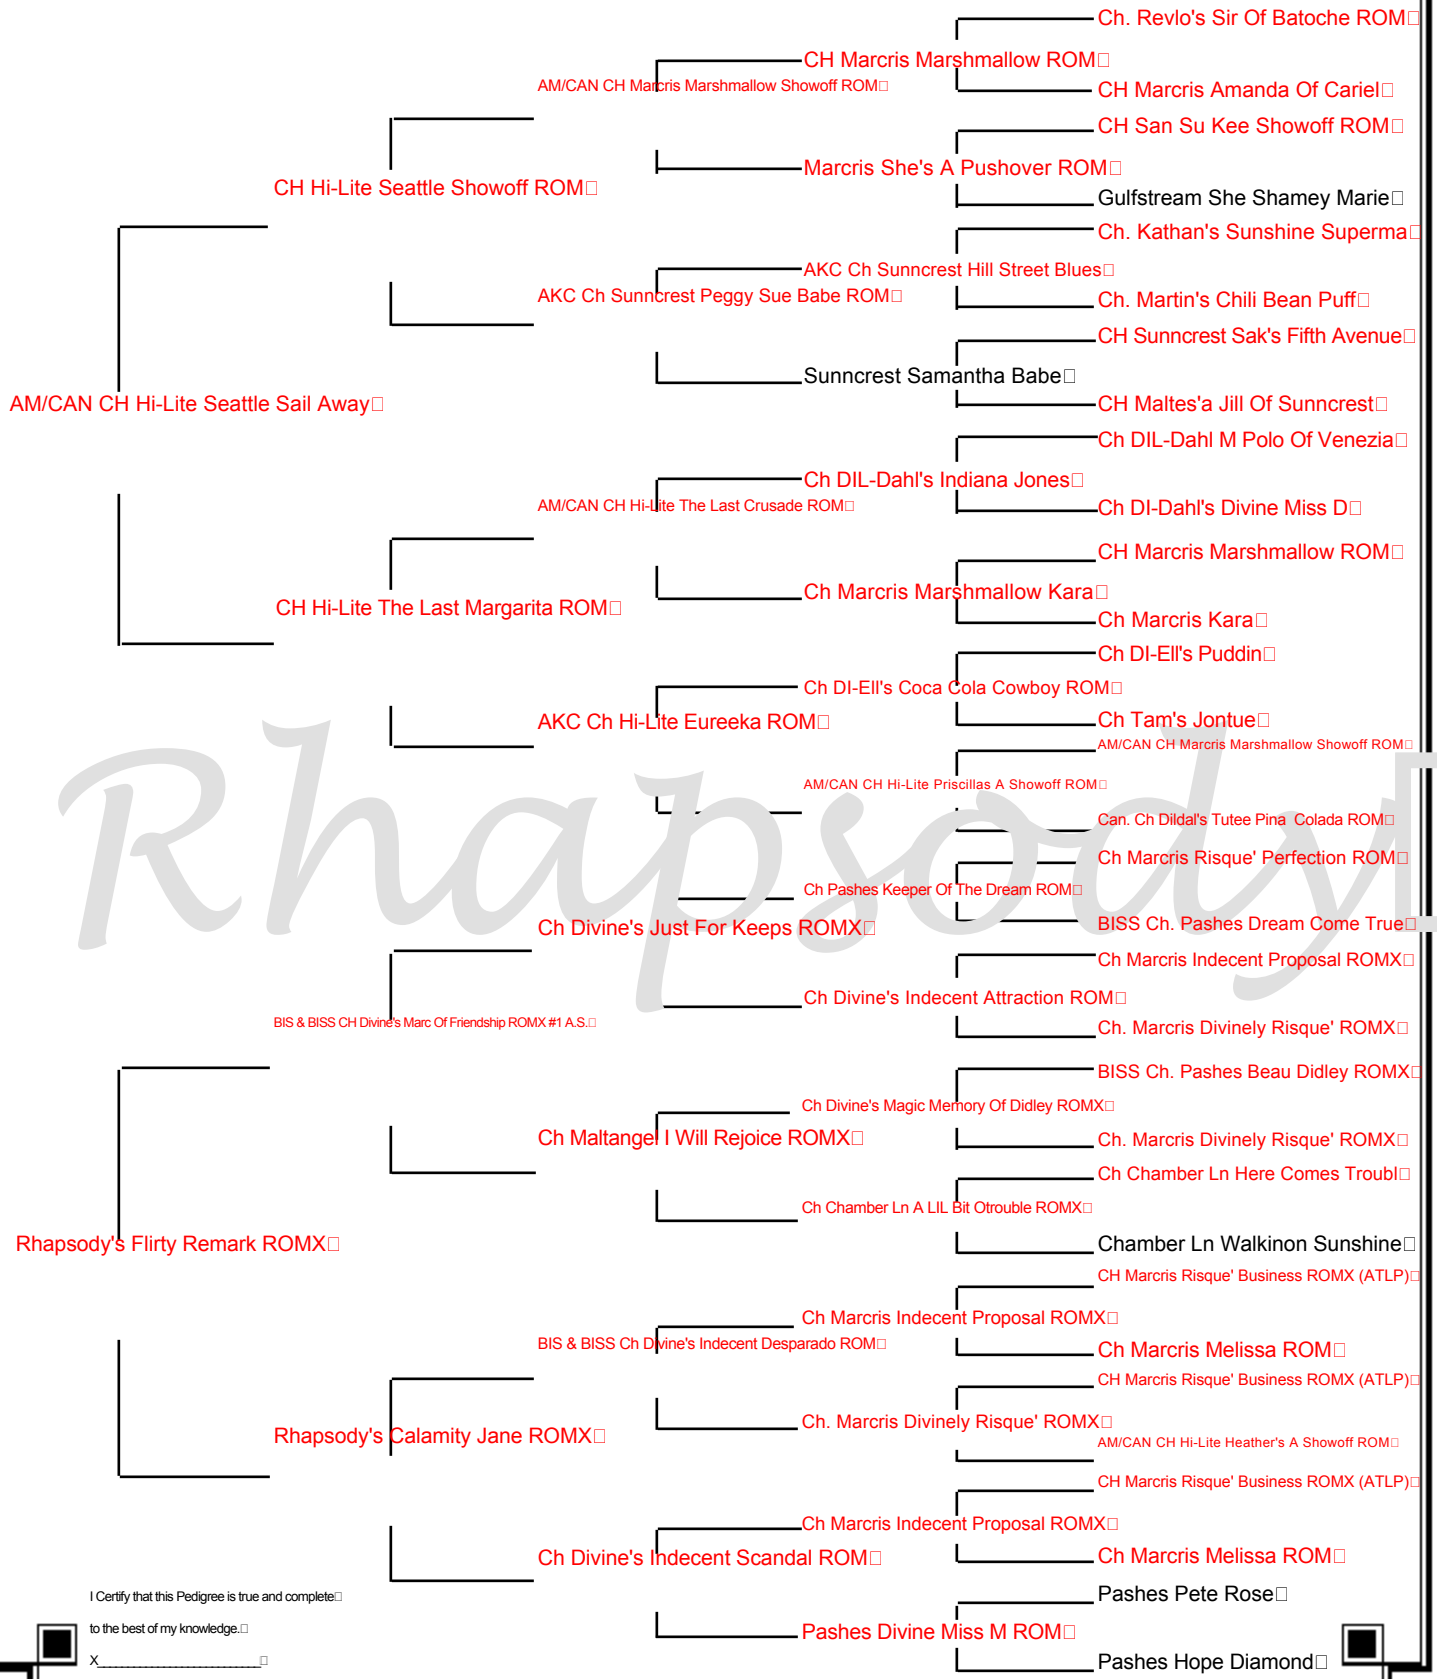 Ch. Revlo's Sir Of Batoche ROM
CH Marcris Marshmallow ROM
AM/CAN CH Marcris Marshmallow Showoff ROM
CH Marcris Amanda Of Cariel
CH San Su Kee Showoff ROM
Marcris She's A Pushover ROM
CH Hi-Lite Seattle Showoff ROM
Gulfstream She Shamey Marie
Ch. Kathan's Sunshine Superma
AKC Ch Sunncrest Hill Street Blues
AKC Ch Sunncrest Peggy Sue Babe ROM
Ch. Martin's Chili Bean Puff
CH Sunncrest Sak's Fifth Avenue
Sunncrest Samantha Babe
AM/CAN CH Hi-Lite Seattle Sail Away
CH Maltes'a Jill Of Sunncrest
Ch DIL-Dahl M Polo Of Venezia
Ch DIL-Dahl's Indiana Jones
AM/CAN CH Hi-Lite The Last Crusade ROM
Ch DI-Dahl's Divine Miss D
CH Marcris Marshmallow ROM
Ch Marcris Marshmallow Kara
CH Hi-Lite The Last Margarita ROM
Ch Marcris Kara
Ch DI-Ell's Puddin
Ch DI-Ell's Coca Cola Cowboy ROM
AKC Ch Hi-Lite Eureeka ROM
Ch Tam's Jontue
AM/CAN CH Marcris Marshmallow Showoff ROM
AM/CAN CH Hi-Lite Priscillas A Showoff ROM
Can. Ch Dildal's Tutee Pina Colada ROM
Rhapsody
Ch Marcris Risque' Perfection ROM
Ch Pashes Keeper Of The Dream ROM
Ch Divine's Just For Keeps ROMX
BISS Ch. Pashes Dream Come True
Ch Marcris Indecent Proposal ROMX
Ch Divine's Indecent Attraction ROM
BIS & BISS CH Divine's Marc Of Friendship ROMX #1 A.S.
Ch. Marcris Divinely Risque' ROMX
BISS Ch. Pashes Beau Didley ROMX
Ch Divine's Magic Memory Of Didley ROMX
Ch Maltangel I Will Rejoice ROMX
Ch. Marcris Divinely Risque' ROMX
Ch Chamber Ln Here Comes Troubl
Ch Chamber Ln A LIL Bit Otrouble ROMX
Rhapsody's Flirty Remark ROMX
Chamber Ln Walkinon Sunshine
CH Marcris Risque' Business ROMX (ATLP)
Ch Marcris Indecent Proposal ROMX
BIS & BISS Ch Divine's Indecent Desparado ROM
Ch Marcris Melissa ROM
CH Marcris Risque' Business ROMX (ATLP)
Ch. Marcris Divinely Risque' ROMX
Rhapsody's Calamity Jane ROMX
AM/CAN CH Hi-Lite Heather's A Showoff ROM
CH Marcris Risque' Business ROMX (ATLP)
Ch Marcris Indecent Proposal ROMX
Ch Divine's Indecent Scandal ROM
Ch Marcris Melissa ROM
Pashes Pete Rose
Pashes Divine Miss M ROM
Pashes Hope Diamond
I Certify that this Pedigree is true and complete
to the best of my knowledge.
X__________________________